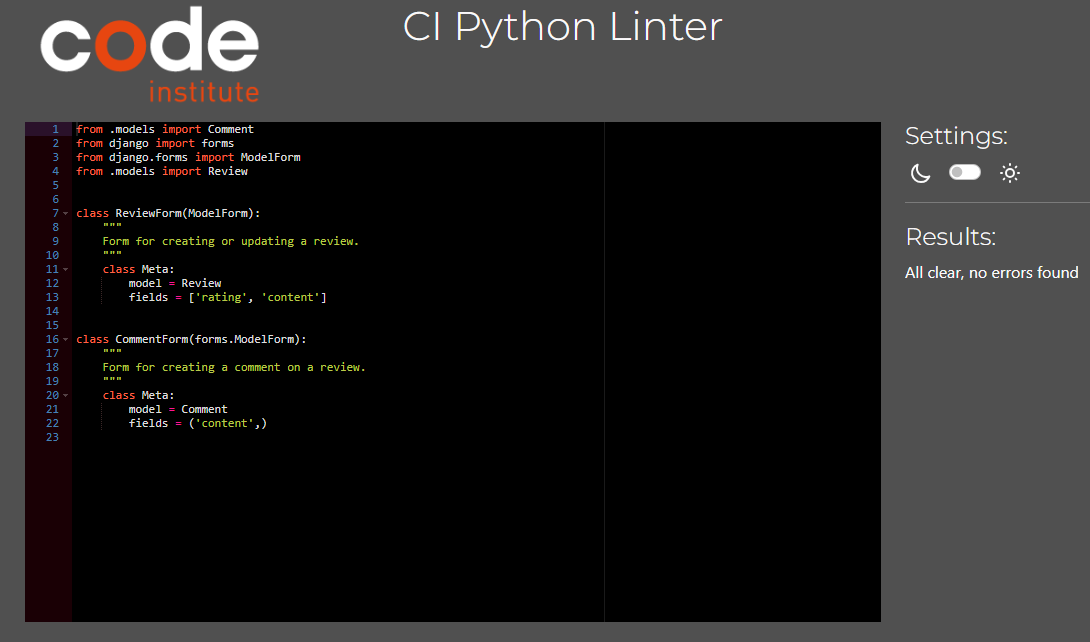 code
institute
CI Python Linter
1 from .models import Comment
2 from django import forms
3 from django.forms import ModelForm
4 from .models import Review
5
6
7 class ReviewForm(ModelForm):
8     """
9     Form for creating or updating a review.
10     """
11     class Meta:
12         model = Review
13         fields = ['rating', 'content']
14
15
16 class CommentForm(forms.ModelForm):
17     """
18     Form for creating a comment on a review.
19     """
20     class Meta:
21         model = Comment
22         fields = ('content',)
23
Settings:
Results:
All clear, no errors found